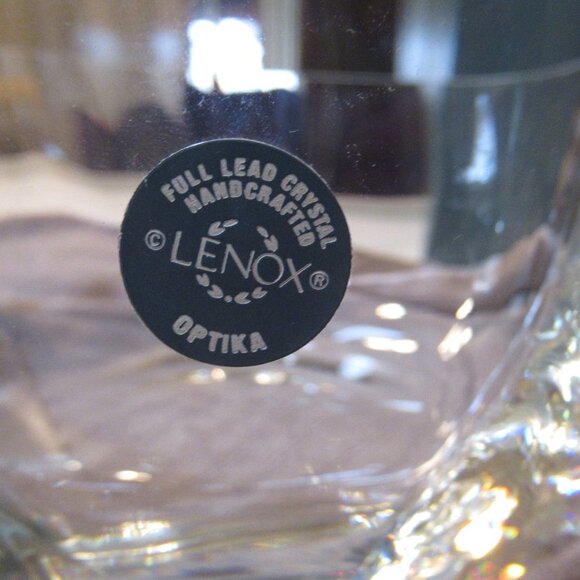 FULL LEAD CRYSTAL
HANDCRAFTED
© LENOX ®
OPTIKA